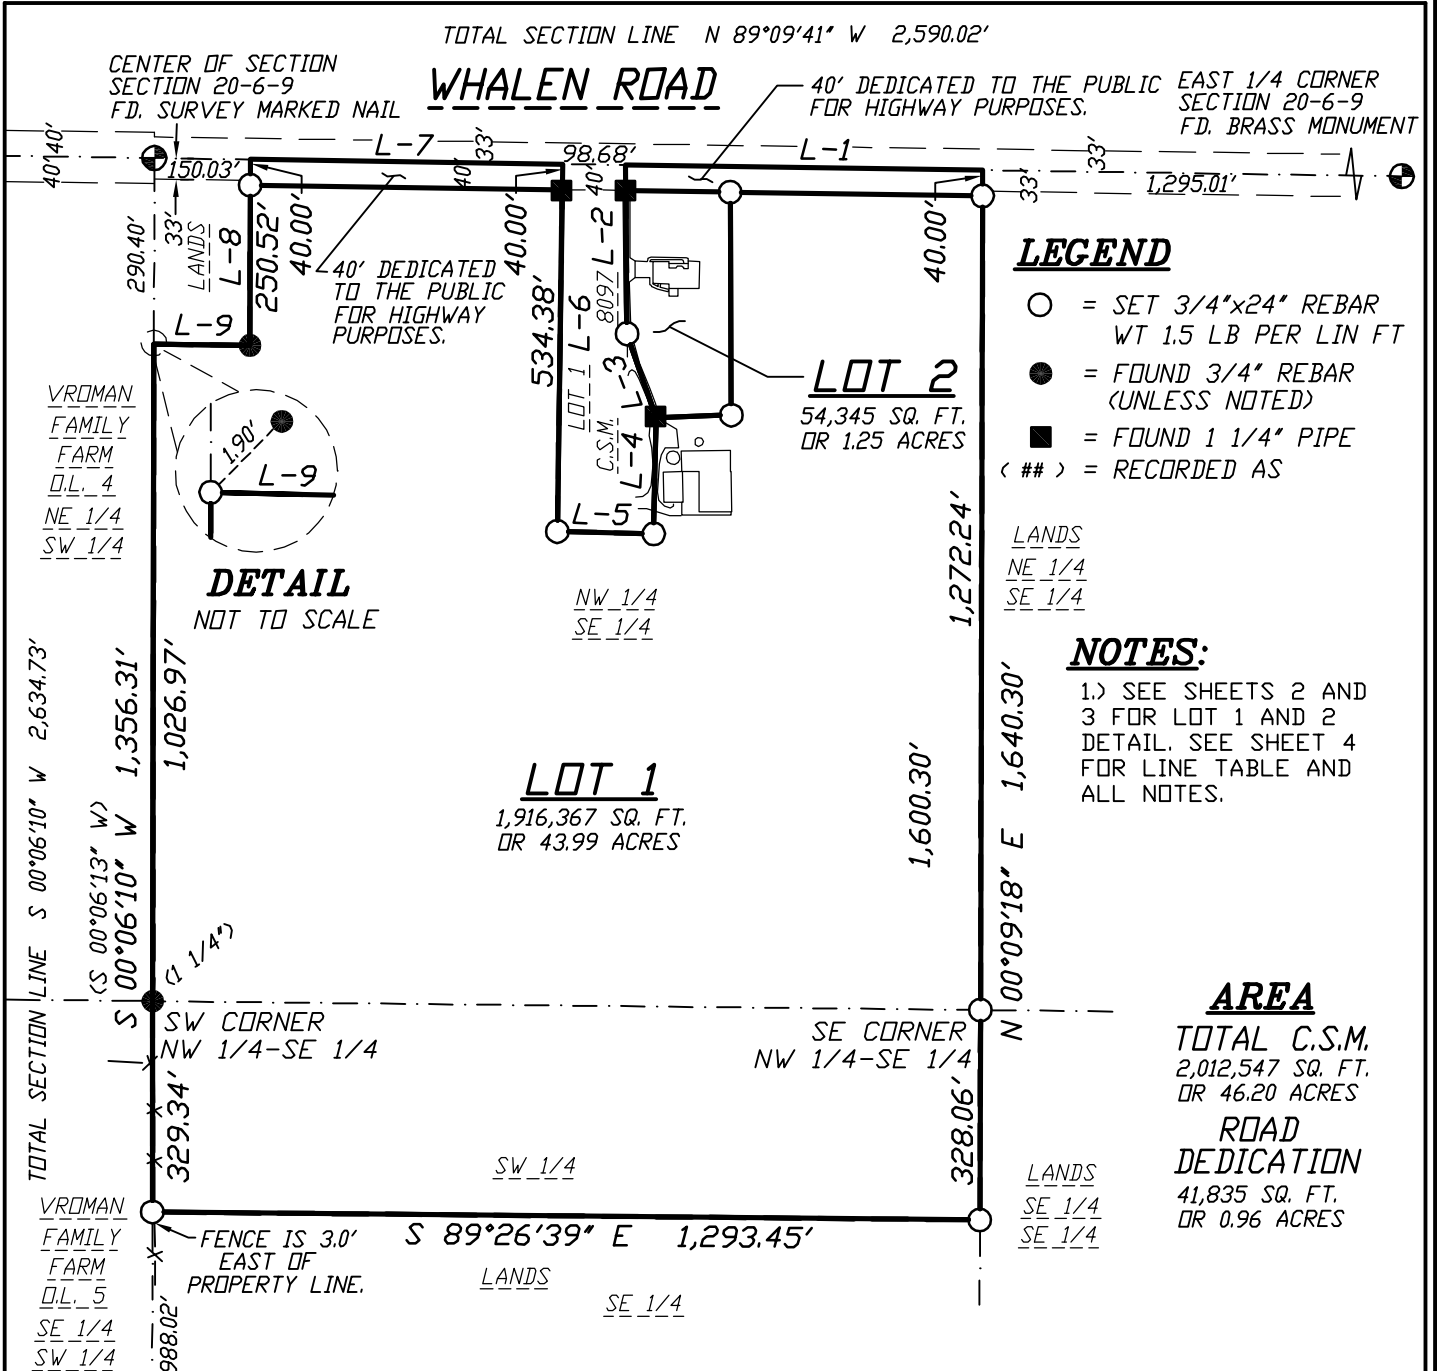 TOTAL SECTION LINE N 89°09'41" W 2,590.02'
CENTER OF SECTION
SECTION 20-6-9
FD. SURVEY MARKED NAIL
WHALEN ROAD
40' DEDICATED TO THE PUBLIC
FOR HIGHWAY PURPOSES.
EAST 1/4 CORNER
SECTION 20-6-9
FD. BRASS MONUMENT
40'
40'
150.03'
L-7
33'
40'
98.68'
40'
L-1
33'
33'
1,295.01'
290.40'
33'
LANDS
L-8
250.52'
40.00'
40.00'
40.00'
L-9
40' DEDICATED
TO THE PUBLIC
FOR HIGHWAY
PURPOSES.
534.38'
L-6
L-2
L-3
L-4
L-5
LOT 1
C.S.M.
8097
LOT 2
54,345 SQ. FT.
OR 1.25 ACRES
LEGEND
= SET 3/4"x24" REBAR
WT 1.5 LB PER LIN FT
= FOUND 3/4" REBAR
(UNLESS NOTED)
= FOUND 1 1/4" PIPE
( ## ) = RECORDED AS
VROMAN
FAMILY
FARM
O.L. 4
NE 1/4
SW 1/4
1.90'
L-9
DETAIL
NOT TO SCALE
NW 1/4
SE 1/4
1,272.24'
LANDS
NE 1/4
SE 1/4
NOTES:
1.) SEE SHEETS 2 AND
3 FOR LOT 1 AND 2
DETAIL. SEE SHEET 4
FOR LINE TABLE AND
ALL NOTES.
TOTAL SECTION LINE S 00°06'10" W 2,634.73'
(S 00°06'13" W)
S 00°06'10" W 1,356.31'
1,026.97'
LOT 1
1,916,367 SQ. FT.
OR 43.99 ACRES
1,600.30'
N 00°09'18" E 1,640.30'
(1 1/4")
SW CORNER
NW 1/4-SE 1/4
SE CORNER
NW 1/4-SE 1/4
AREA
TOTAL C.S.M.
2,012,547 SQ. FT.
OR 46.20 ACRES
ROAD
DEDICATION
41,835 SQ. FT.
OR 0.96 ACRES
329.34'
328.06'
SW 1/4
LANDS
SE 1/4
SE 1/4
VROMAN
FAMILY
FARM
O.L. 5
SE 1/4
SW 1/4
FENCE IS 3.0'
EAST OF
PROPERTY LINE.
S 89°26'39" E 1,293.45'
LANDS
SE 1/4
988.02'